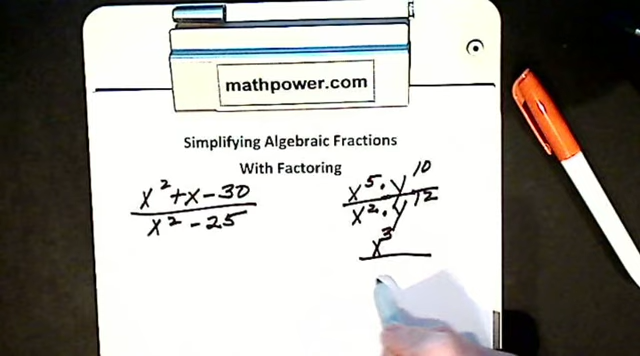 mathpower.com
Simplifying Algebraic Fractions
With Factoring
x² + x - 30
x² - 25
x⁵ · y¹⁰
x² · y¹²
x³